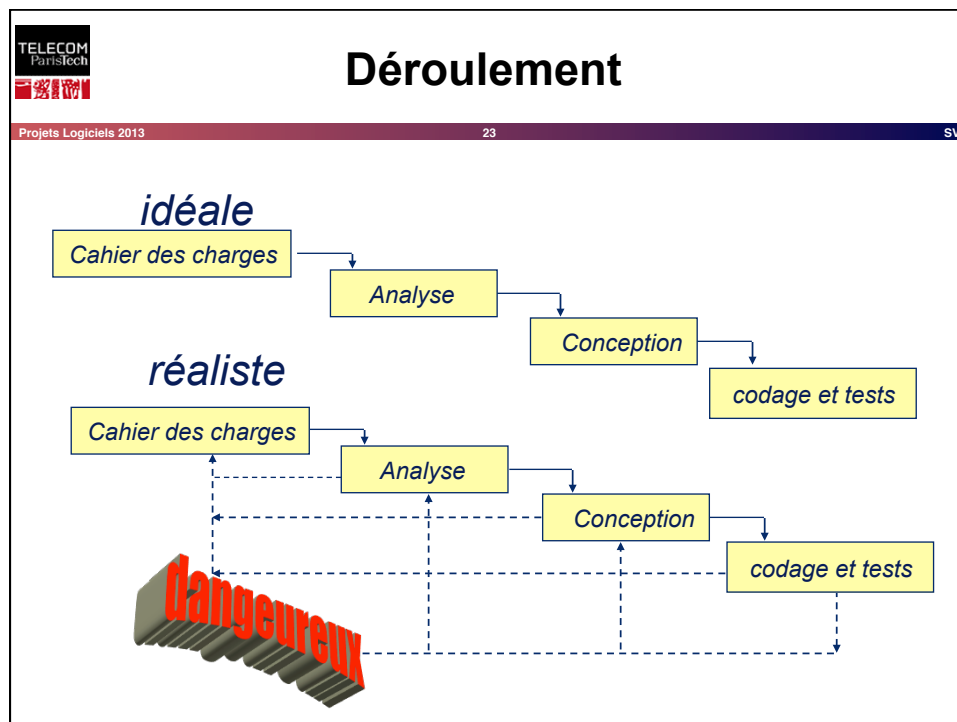 TELECOM
ParisTech
Déroulement
Projets Logiciels 2013 23 SV
idéale
Cahier des charges
Analyse
Conception
codage et tests
réaliste
Cahier des charges
Analyse
Conception
codage et tests
dangeureux